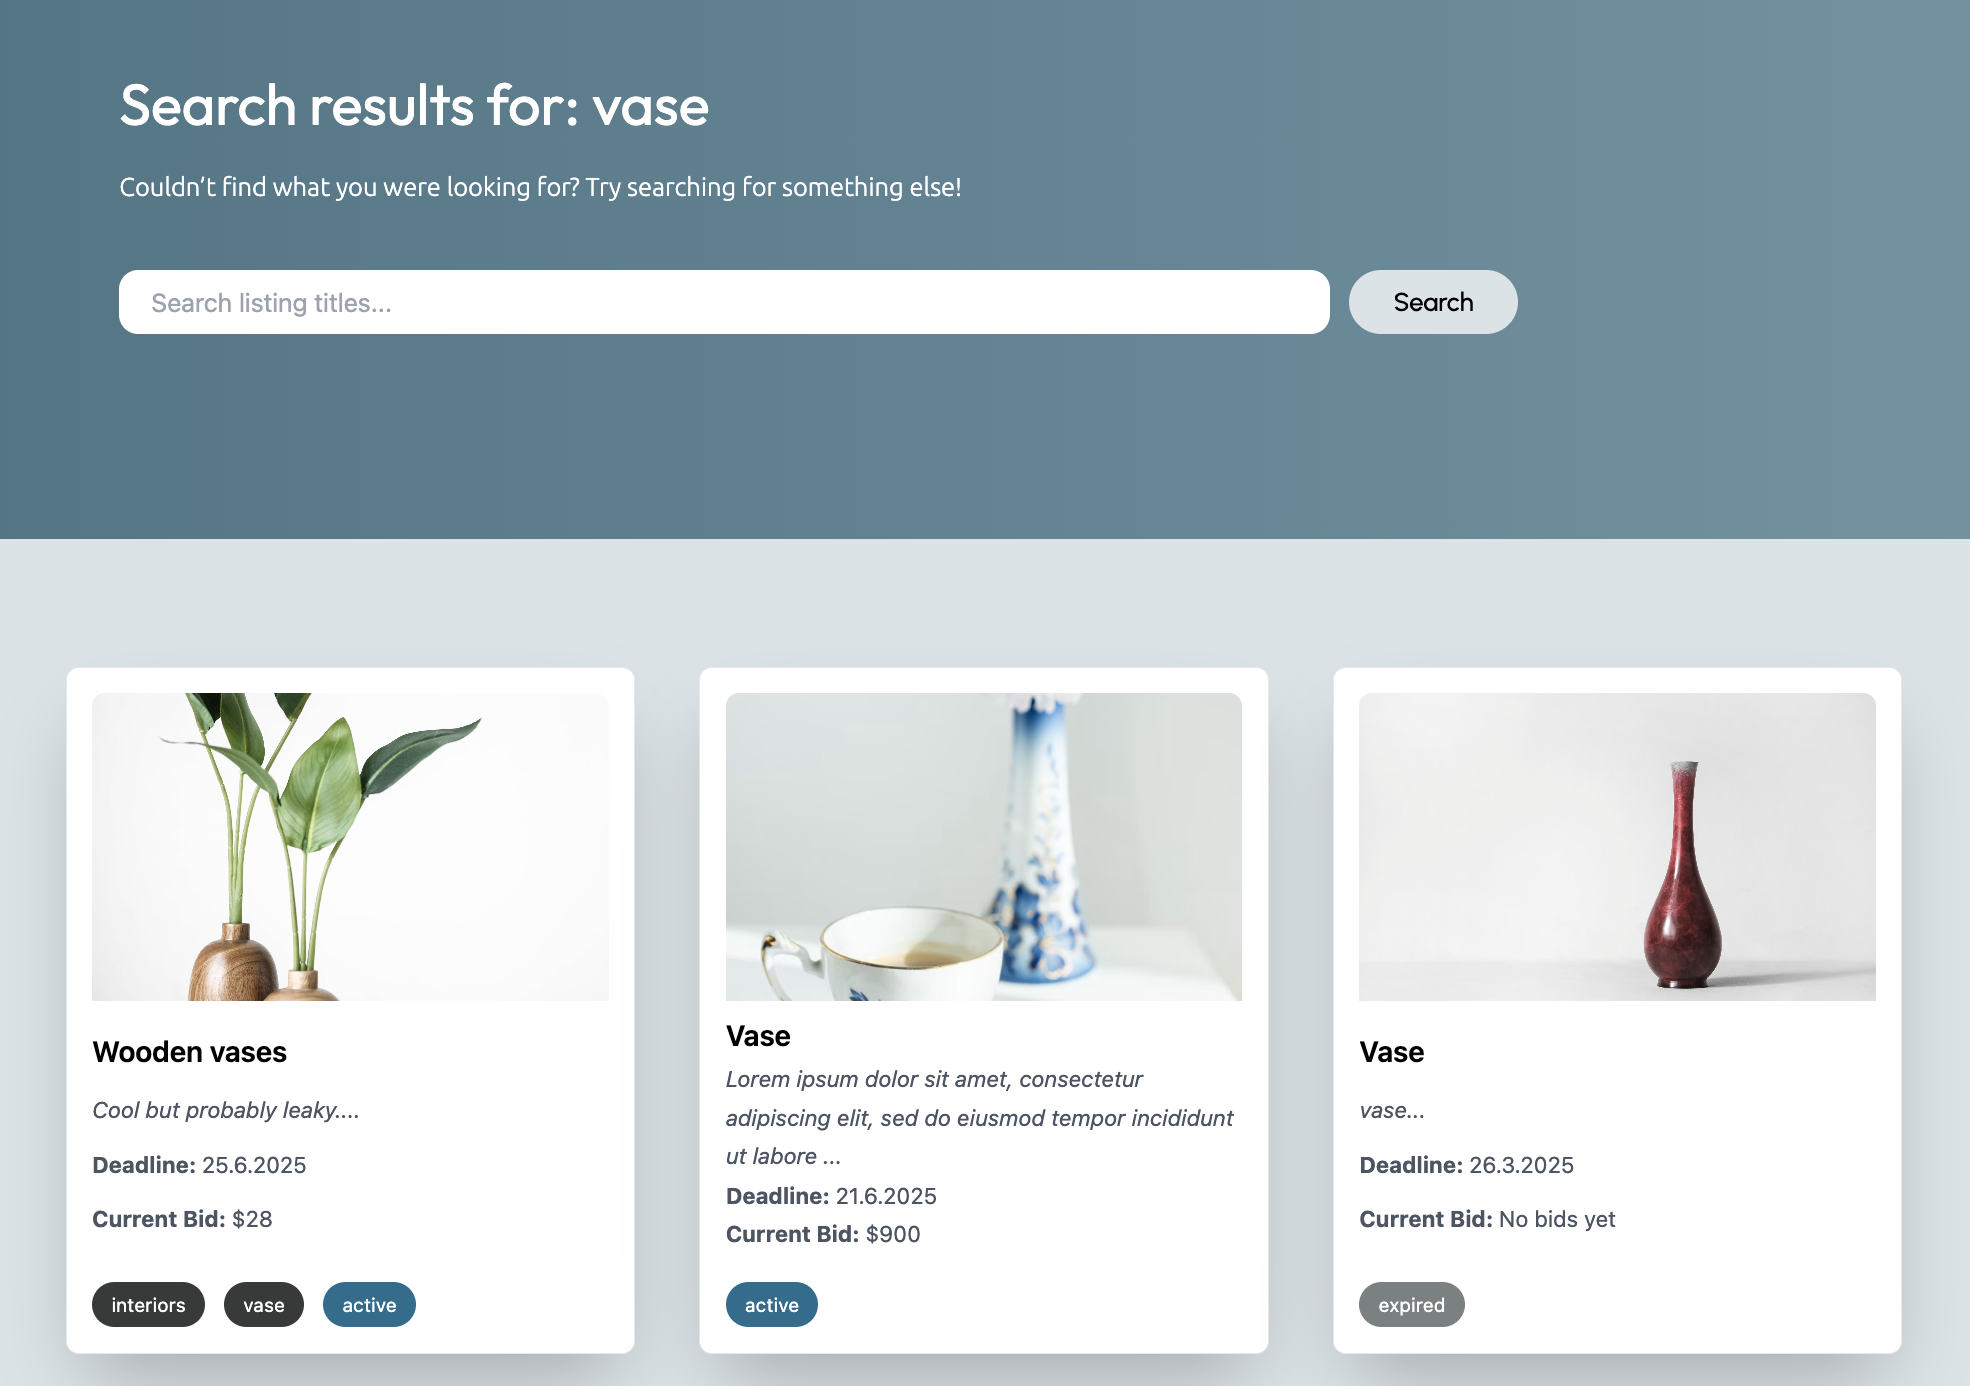 Search results for: vase
Couldn’t find what you were looking for? Try searching for something else!
Search listing titles...
Search
Wooden vases
Cool but probably leaky....
Deadline: 25.6.2025
Current Bid: $28
interiors vase active
Vase
Lorem ipsum dolor sit amet, consectetur
adipiscing elit, sed do eiusmod tempor incididunt
ut labore ...
Deadline: 21.6.2025
Current Bid: $900
active
Vase
vase...
Deadline: 26.3.2025
Current Bid: No bids yet
expired